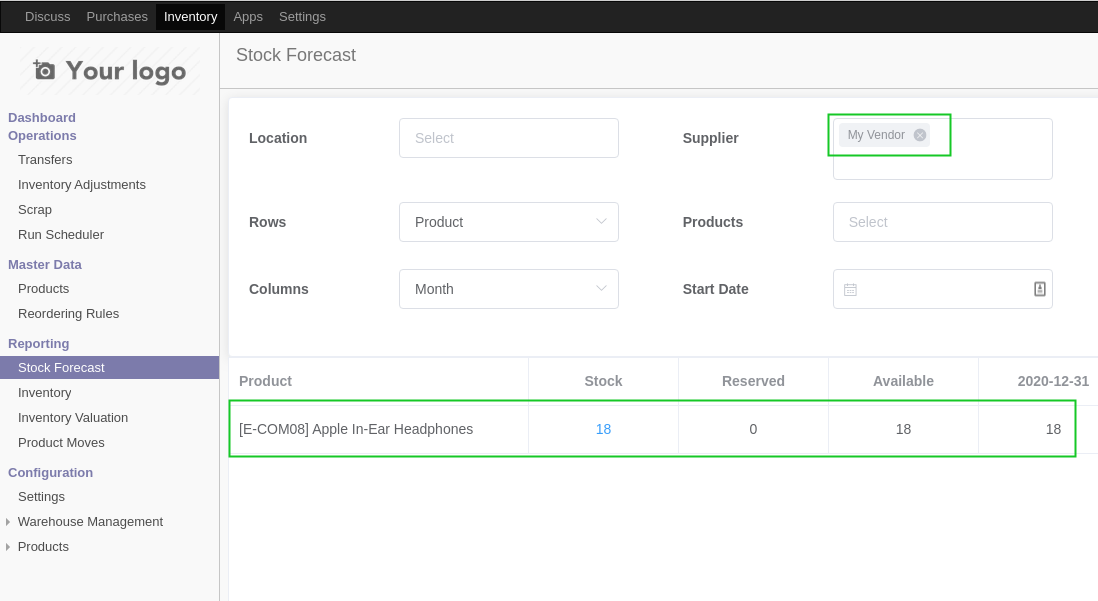 Discuss Purchases Inventory Apps Settings
Your logo
Dashboard
Operations
Transfers
Inventory Adjustments
Scrap
Run Scheduler
Master Data
Products
Reordering Rules
Reporting
Stock Forecast
Inventory
Inventory Valuation
Product Moves
Configuration
Settings
Warehouse Management
Products
Stock Forecast
Location Select Supplier My Vendor
Rows Product Products Select
Columns Month Start Date
Product Stock Reserved Available 2020-12-31
[E-COM08] Apple In-Ear Headphones 18 0 18 18